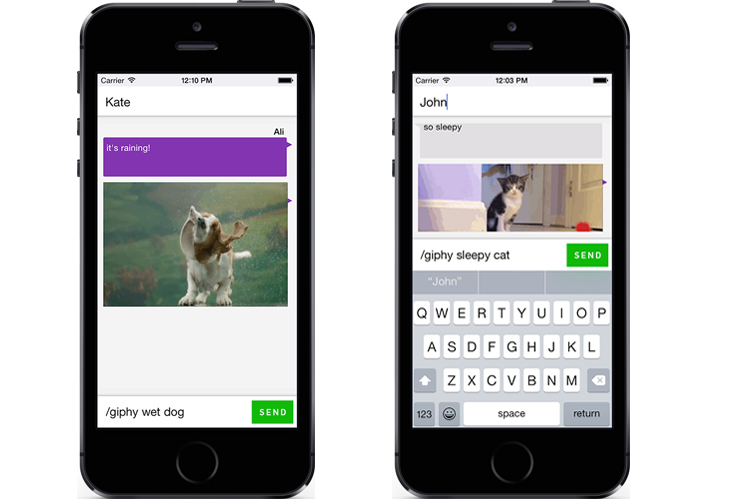 Carrier 12:10 PM
Kate
Ali
it's raining!
/giphy wet dog SEND
Carrier 12:03 PM
John
so sleepy
/giphy sleepy cat SEND
“John”
Q W E R T Y U I O P
A S D F G H J K L
Z X C V B N M
123 space return